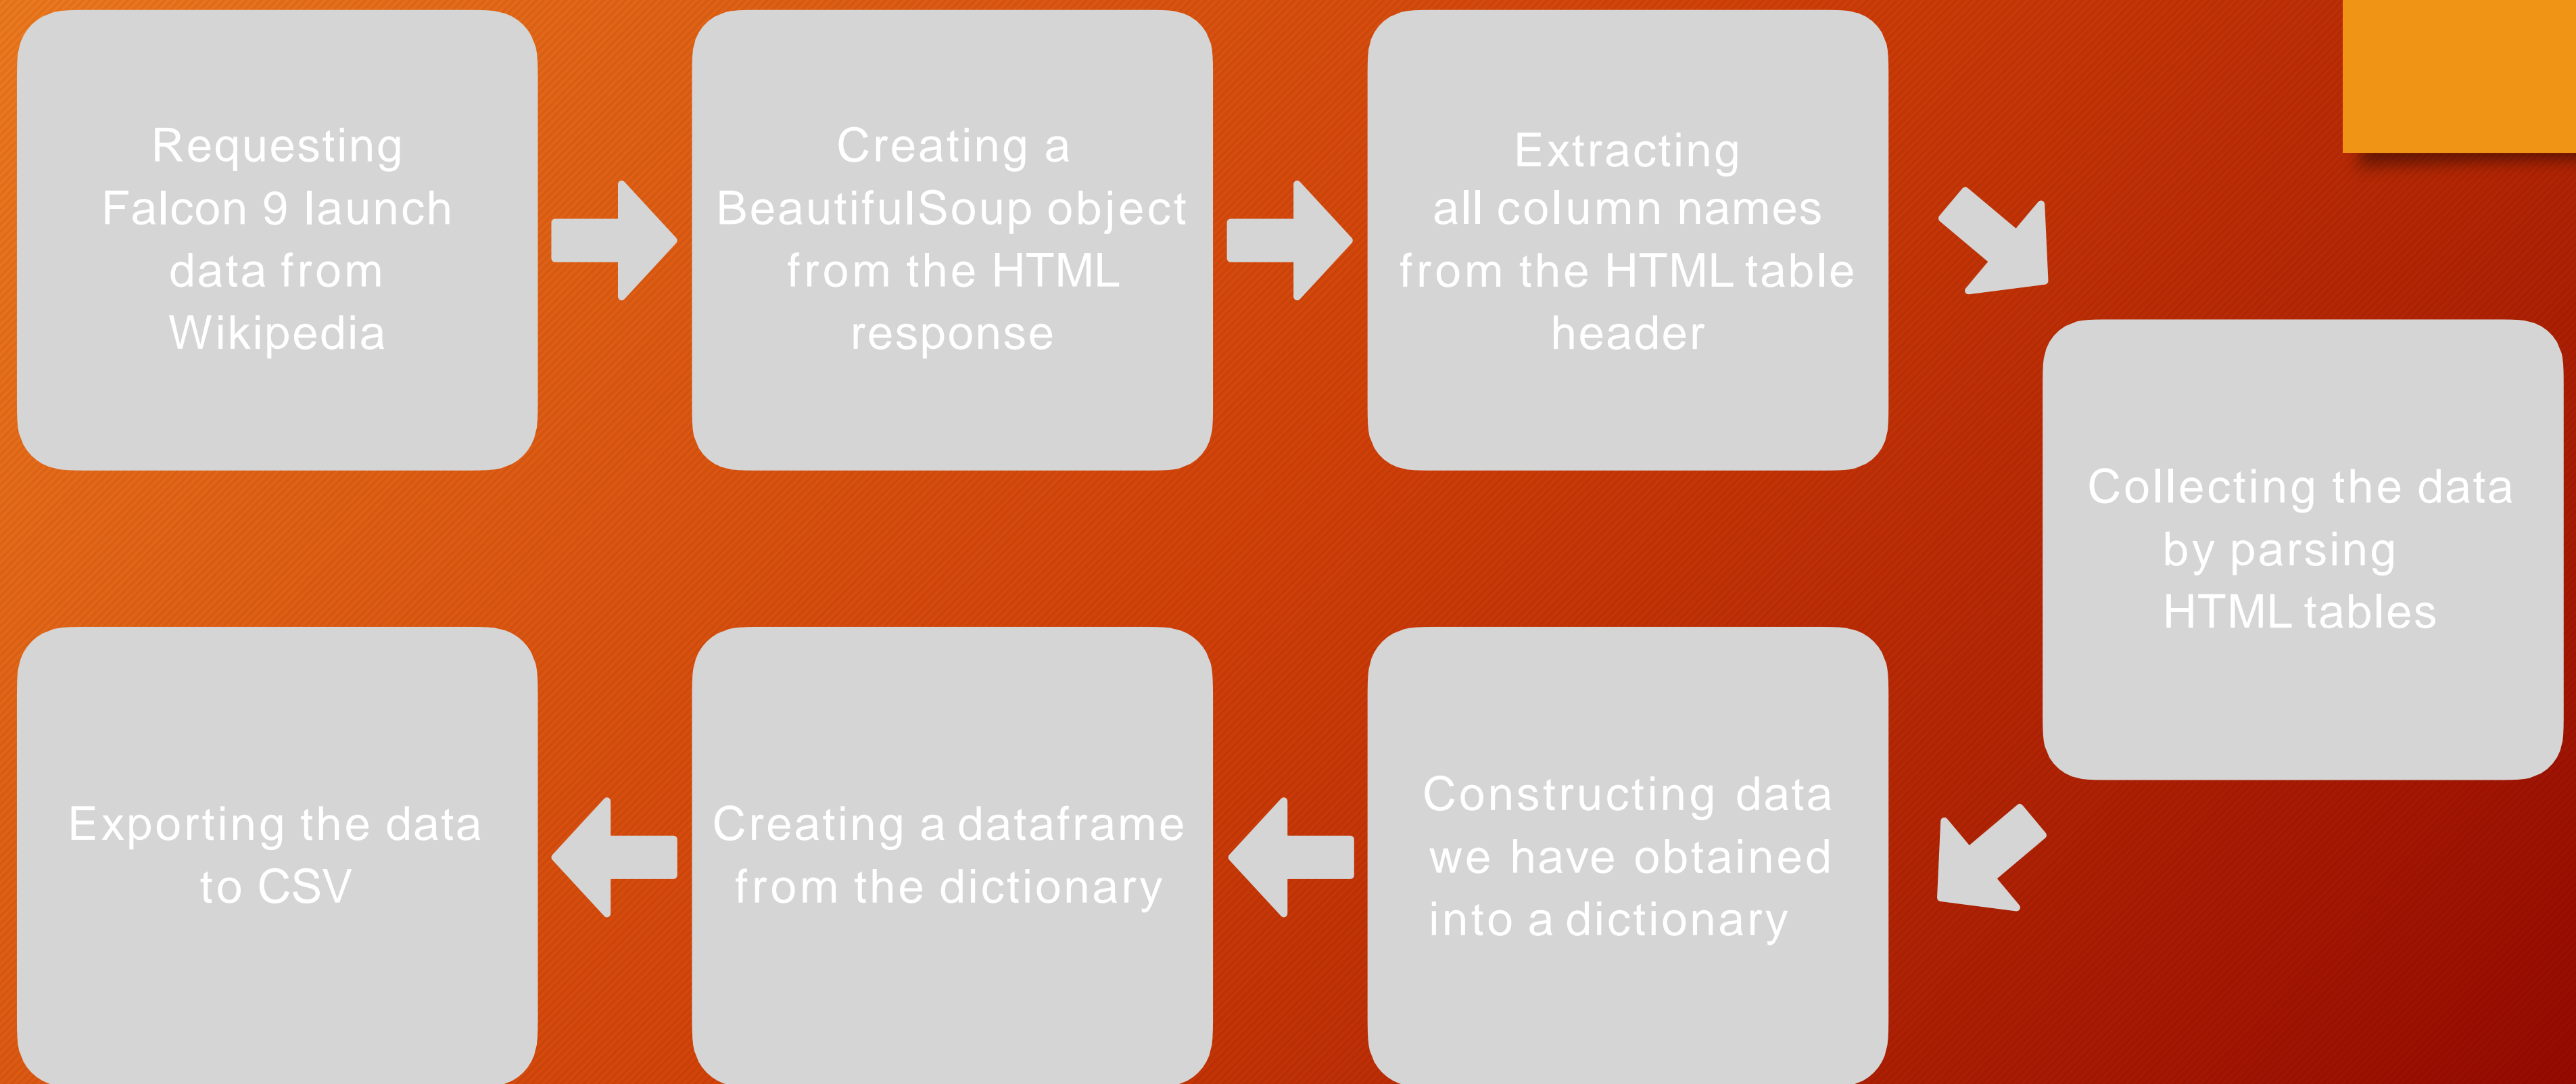 Requesting
Falcon 9 launch
data from
Wikipedia
Creating a
BeautifulSoup object
from the HTML
response
Extracting
all column names
from the HTML table
header
Collecting the data
by parsing
HTML tables
Constructing data
we have obtained
into a dictionary
Creating a dataframe
from the dictionary
Exporting the data
to CSV